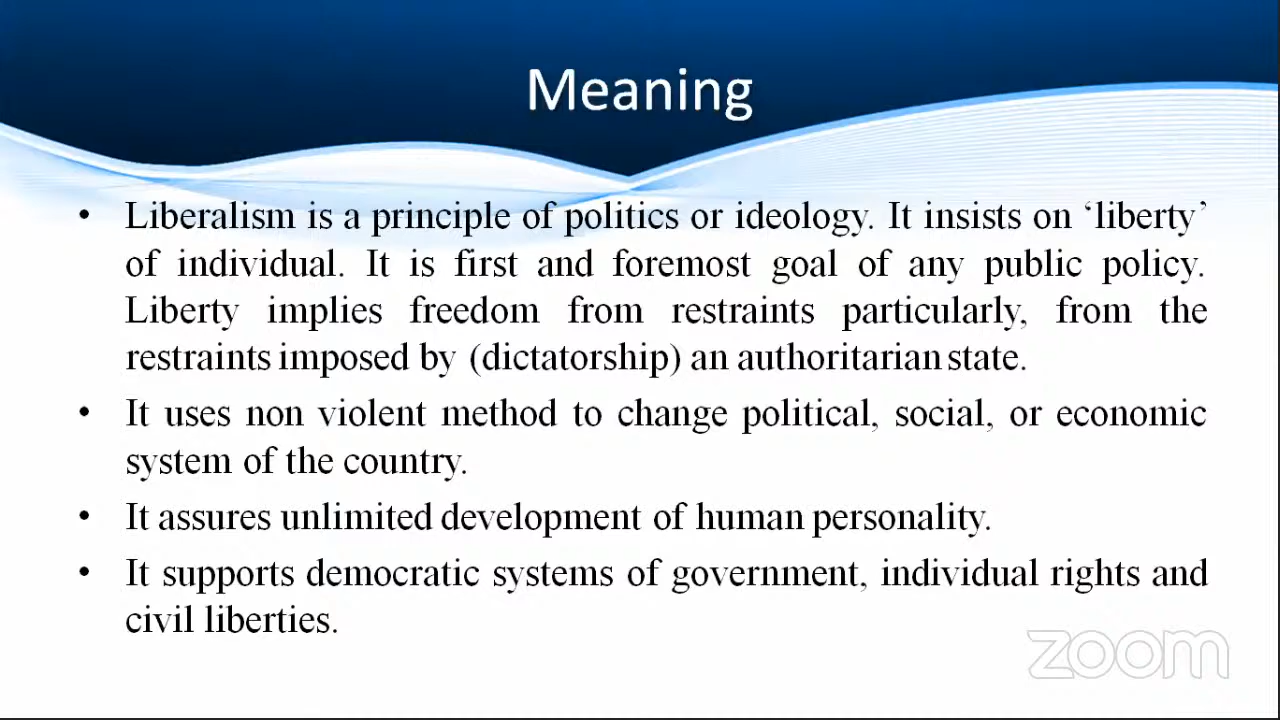 Meaning
• Liberalism is a principle of politics or ideology. It insists on ‘liberty’
of individual. It is first and foremost goal of any public policy.
Liberty implies freedom from restraints particularly, from the
restraints imposed by (dictatorship) an authoritarian state.
• It uses non violent method to change political, social, or economic
system of the country.
• It assures unlimited development of human personality.
• It supports democratic systems of government, individual rights and
civil liberties.
zoom